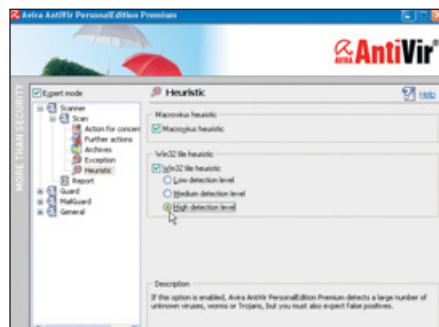 Avira AntiVir PersonalEdition Premium
AVIRA AntiVir
MORE THAN SECURITY
Expert mode
Scanner
Scan
Action for concern
Further actions
Archives
Exception
Heuristic
Report
Guard
MailGuard
General
Heuristic
Help
Macrovirus heuristic
Macrovirus heuristic
Win32 file heuristic
Win32 file heuristic
Low detection level
Medium detection level
High detection level
Description
If this option is enabled, Avira AntiVir PersonalEdition Premium detects a large number of
unknown viruses, worms or Trojans, but you must also expect false positives.